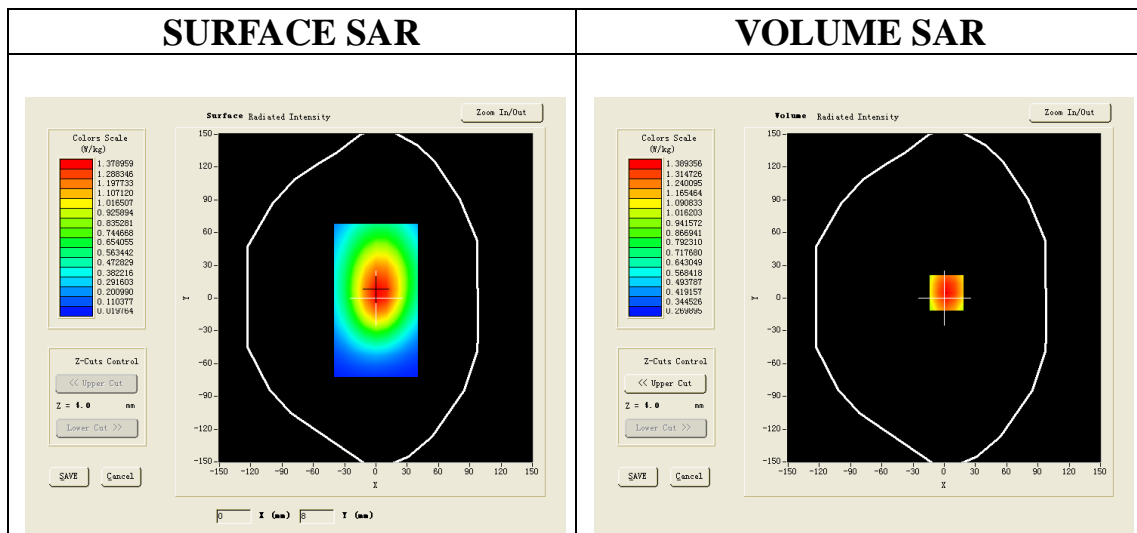 SURFACE SAR
VOLUME SAR
Surface Radiated Intensity
Zoom In/Out
Colors Scale
(W/kg)
1.378959
1.288346
1.197733
1.107120
1.016507
0.925894
0.835281
0.744668
0.654055
0.563442
0.472829
0.382216
0.291603
0.200990
0.110377
0.019764
150
120
90
60
30
0
-30
-60
-90
-120
-150
Y
-150 -120 -90 -60 -30 0 30 60 90 120 150
X
Z-Cuts Control
<< Upper Cut
Z = 4.0 mm
Lower Cut >>
SAVE Cancel
0 X (mm) 8 Y (mm)
Volume Radiated Intensity
Zoom In/Out
Colors Scale
(W/kg)
1.389356
1.314726
1.240095
1.165464
1.090833
1.016203
0.941572
0.866941
0.792310
0.717680
0.643049
0.568418
0.493787
0.419157
0.344526
0.269895
150
120
90
60
30
0
-30
-60
-90
-120
-150
Y
-150 -120 -90 -60 -30 0 30 60 90 120 150
X
Z-Cuts Control
<< Upper Cut
Z = 4.0 mm
Lower Cut >>
SAVE Cancel